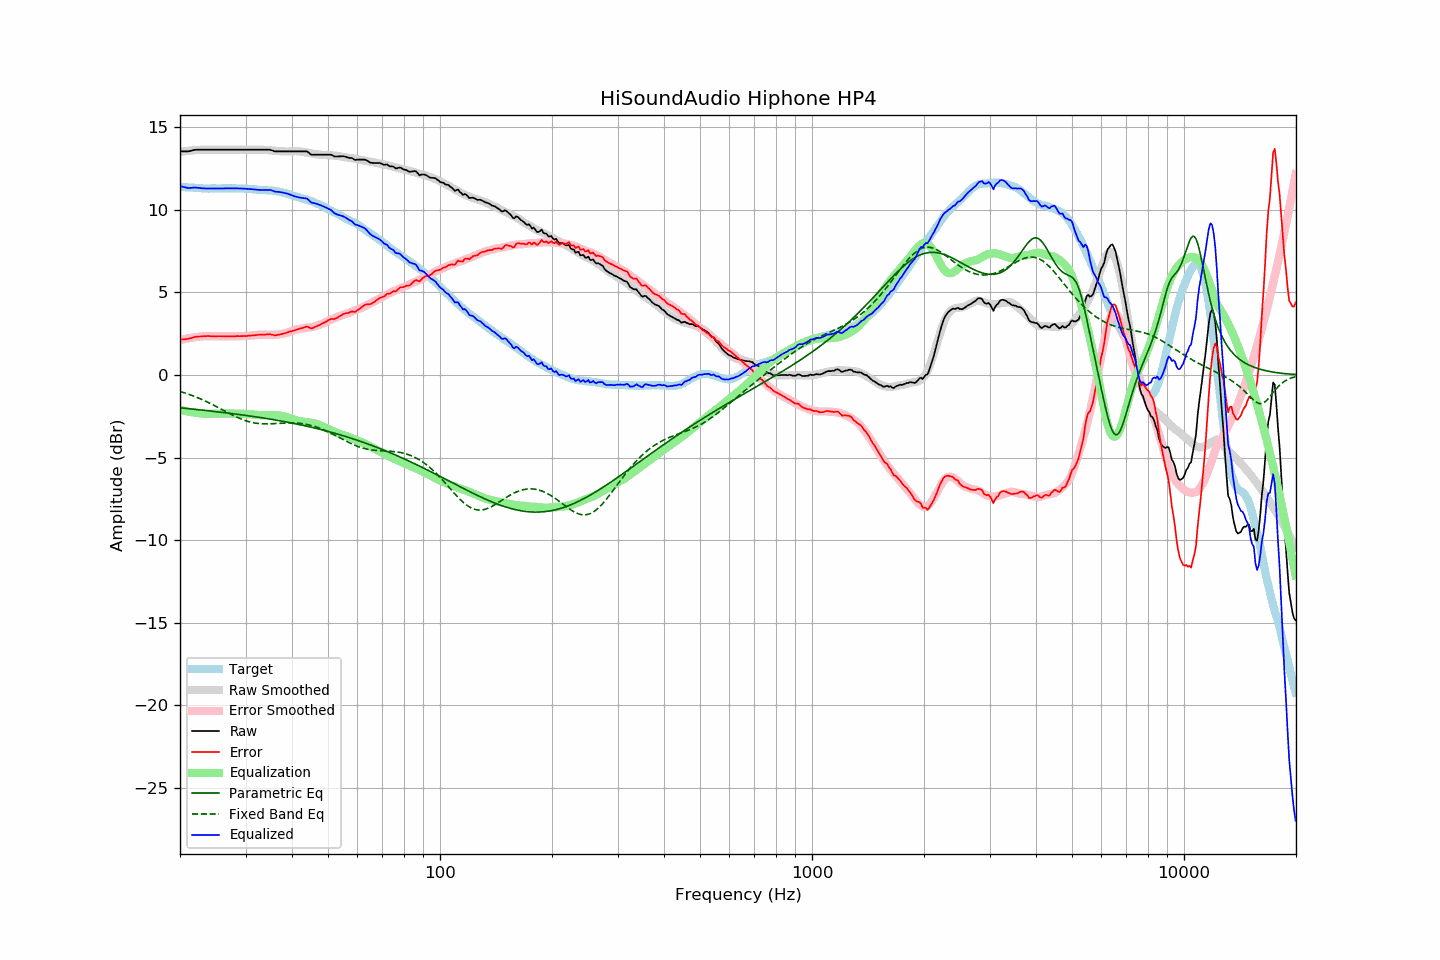 HiSoundAudio Hiphone HP4
15
10
5
0
−5
−10
−15
−20
−25
Amplitude (dBr)
Target
Raw Smoothed
Error Smoothed
Raw
Error
Equalization
Parametric Eq
Fixed Band Eq
Equalized
100
1000
10000
Frequency (Hz)